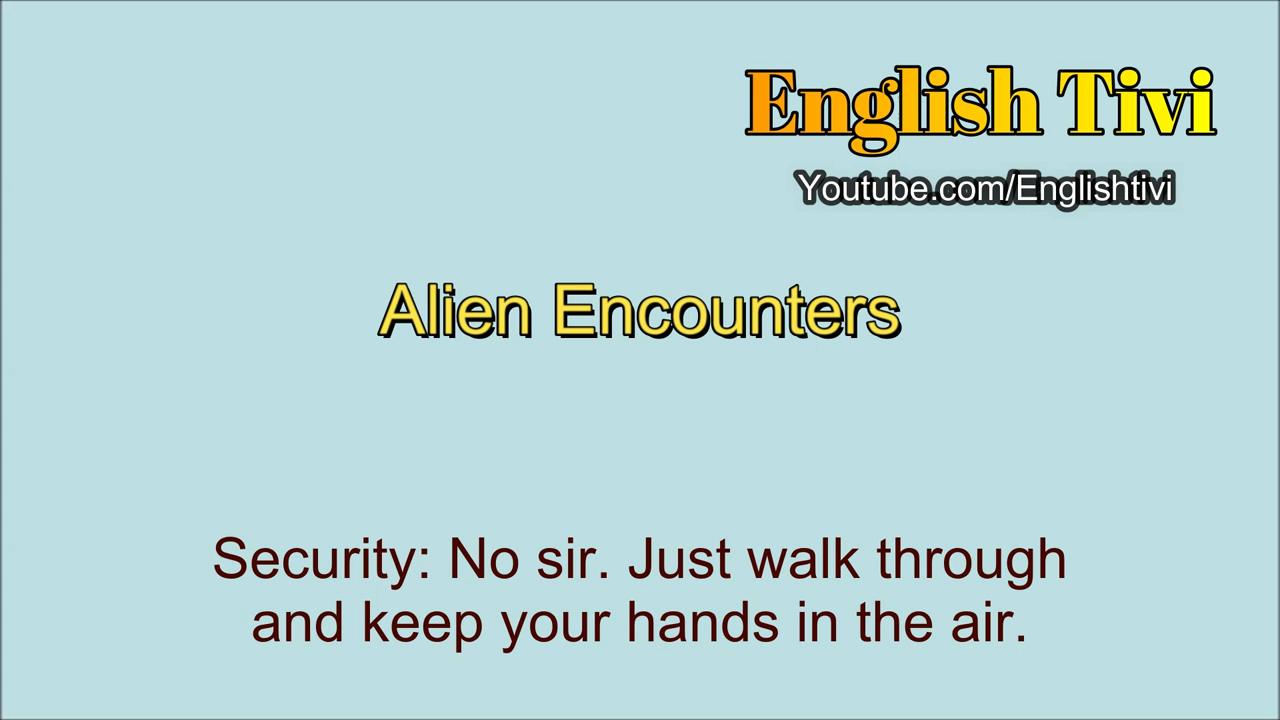 English Tivi
Youtube.com/Englishtivi
Alien Encounters
Security: No sir. Just walk through
and keep your hands in the air.